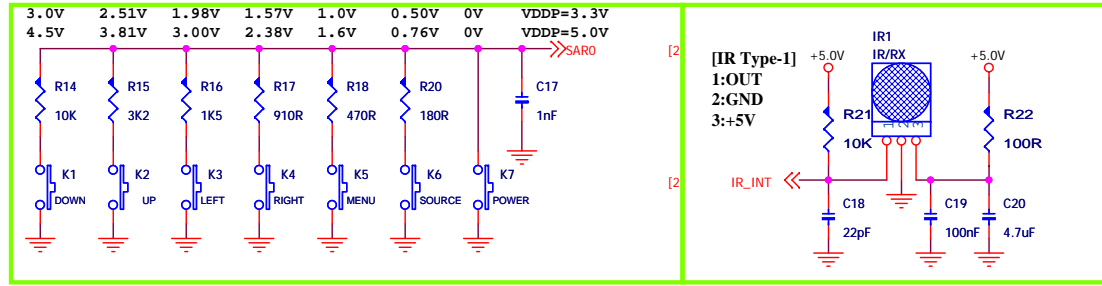 3.0V 2.51V 1.98V 1.57V 1.0V 0.50V 0V VDDP=3.3V
4.5V 3.81V 3.00V 2.38V 1.6V 0.76V 0V VDDP=5.0V
SAR0
R14 R15 R16 R17 R18 R20 C17
10K 3K2 1K5 910R 470R 180R 1nF
K1 K2 K3 K4 K5 K6 K7
DOWN UP LEFT RIGHT MENU SOURCE POWER
[2
[2
[IR Type-1]
1:OUT
2:GND
3:+5V
IR1
IR/RX
+5.0V +5.0V
R21 R22
10K 100R
1 2 3
IR_INT
C18 C19 C20
22pF 100nF 4.7uF